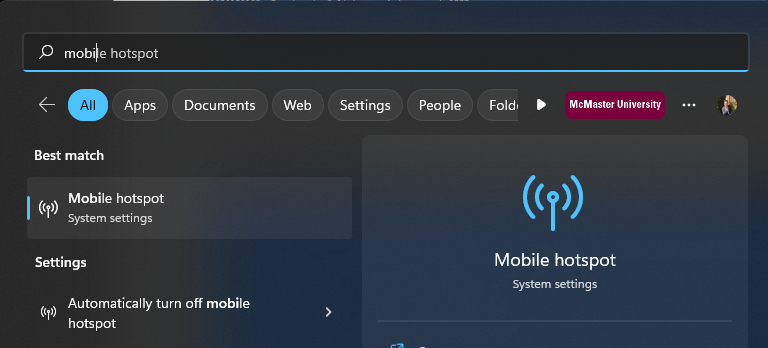 mobile hotspot
All
Apps
Documents
Web
Settings
People
Folde
McMaster University
Best match
Mobile hotspot
System settings
Settings
Automatically turn off mobile
hotspot
Mobile hotspot
System settings